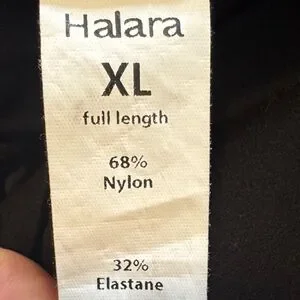 Halara
XL
full length
68%
Nylon
32%
Elastane